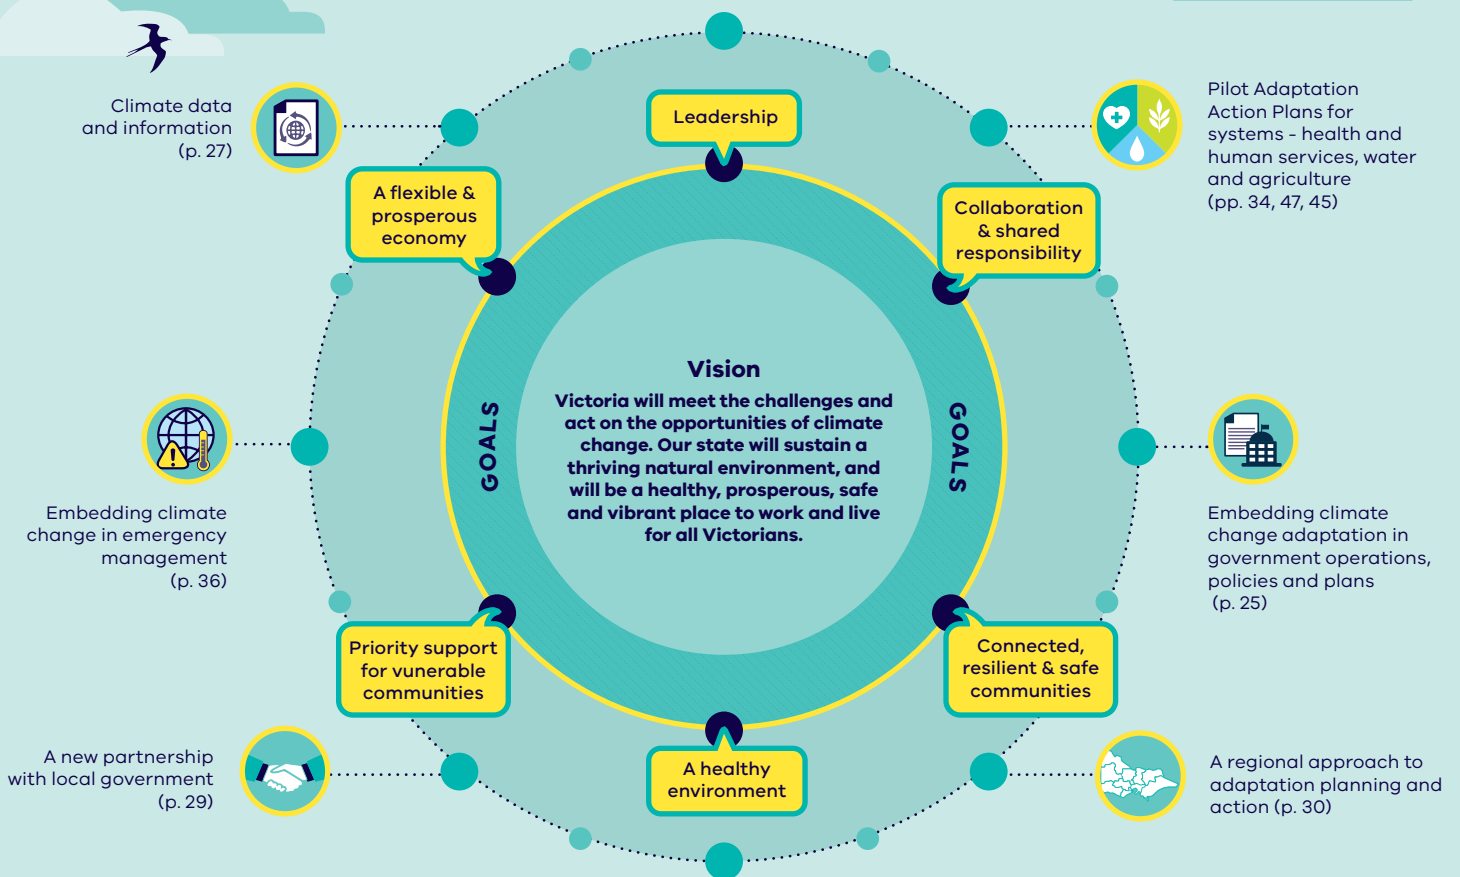 Climate data
and information
(p. 27)
Leadership
Pilot Adaptation
Action Plans for
systems - health and
human services, water
and agriculture
(pp. 34, 47, 45)
A flexible &
prosperous
economy
Collaboration
& shared
responsibility
Vision
Victoria will meet the challenges and
act on the opportunities of climate
change. Our state will sustain a
thriving natural environment, and
will be a healthy, prosperous, safe
and vibrant place to work and live
for all Victorians.
GOALS
GOALS
Embedding climate
change in emergency
management
(p. 36)
Embedding climate
change adaptation in
government operations,
policies and plans
(p. 25)
Priority support
for vunerable
communities
Connected,
resilient & safe
communities
A healthy
environment
A new partnership
with local government
(p. 29)
A regional approach to
adaptation planning and
action (p. 30)